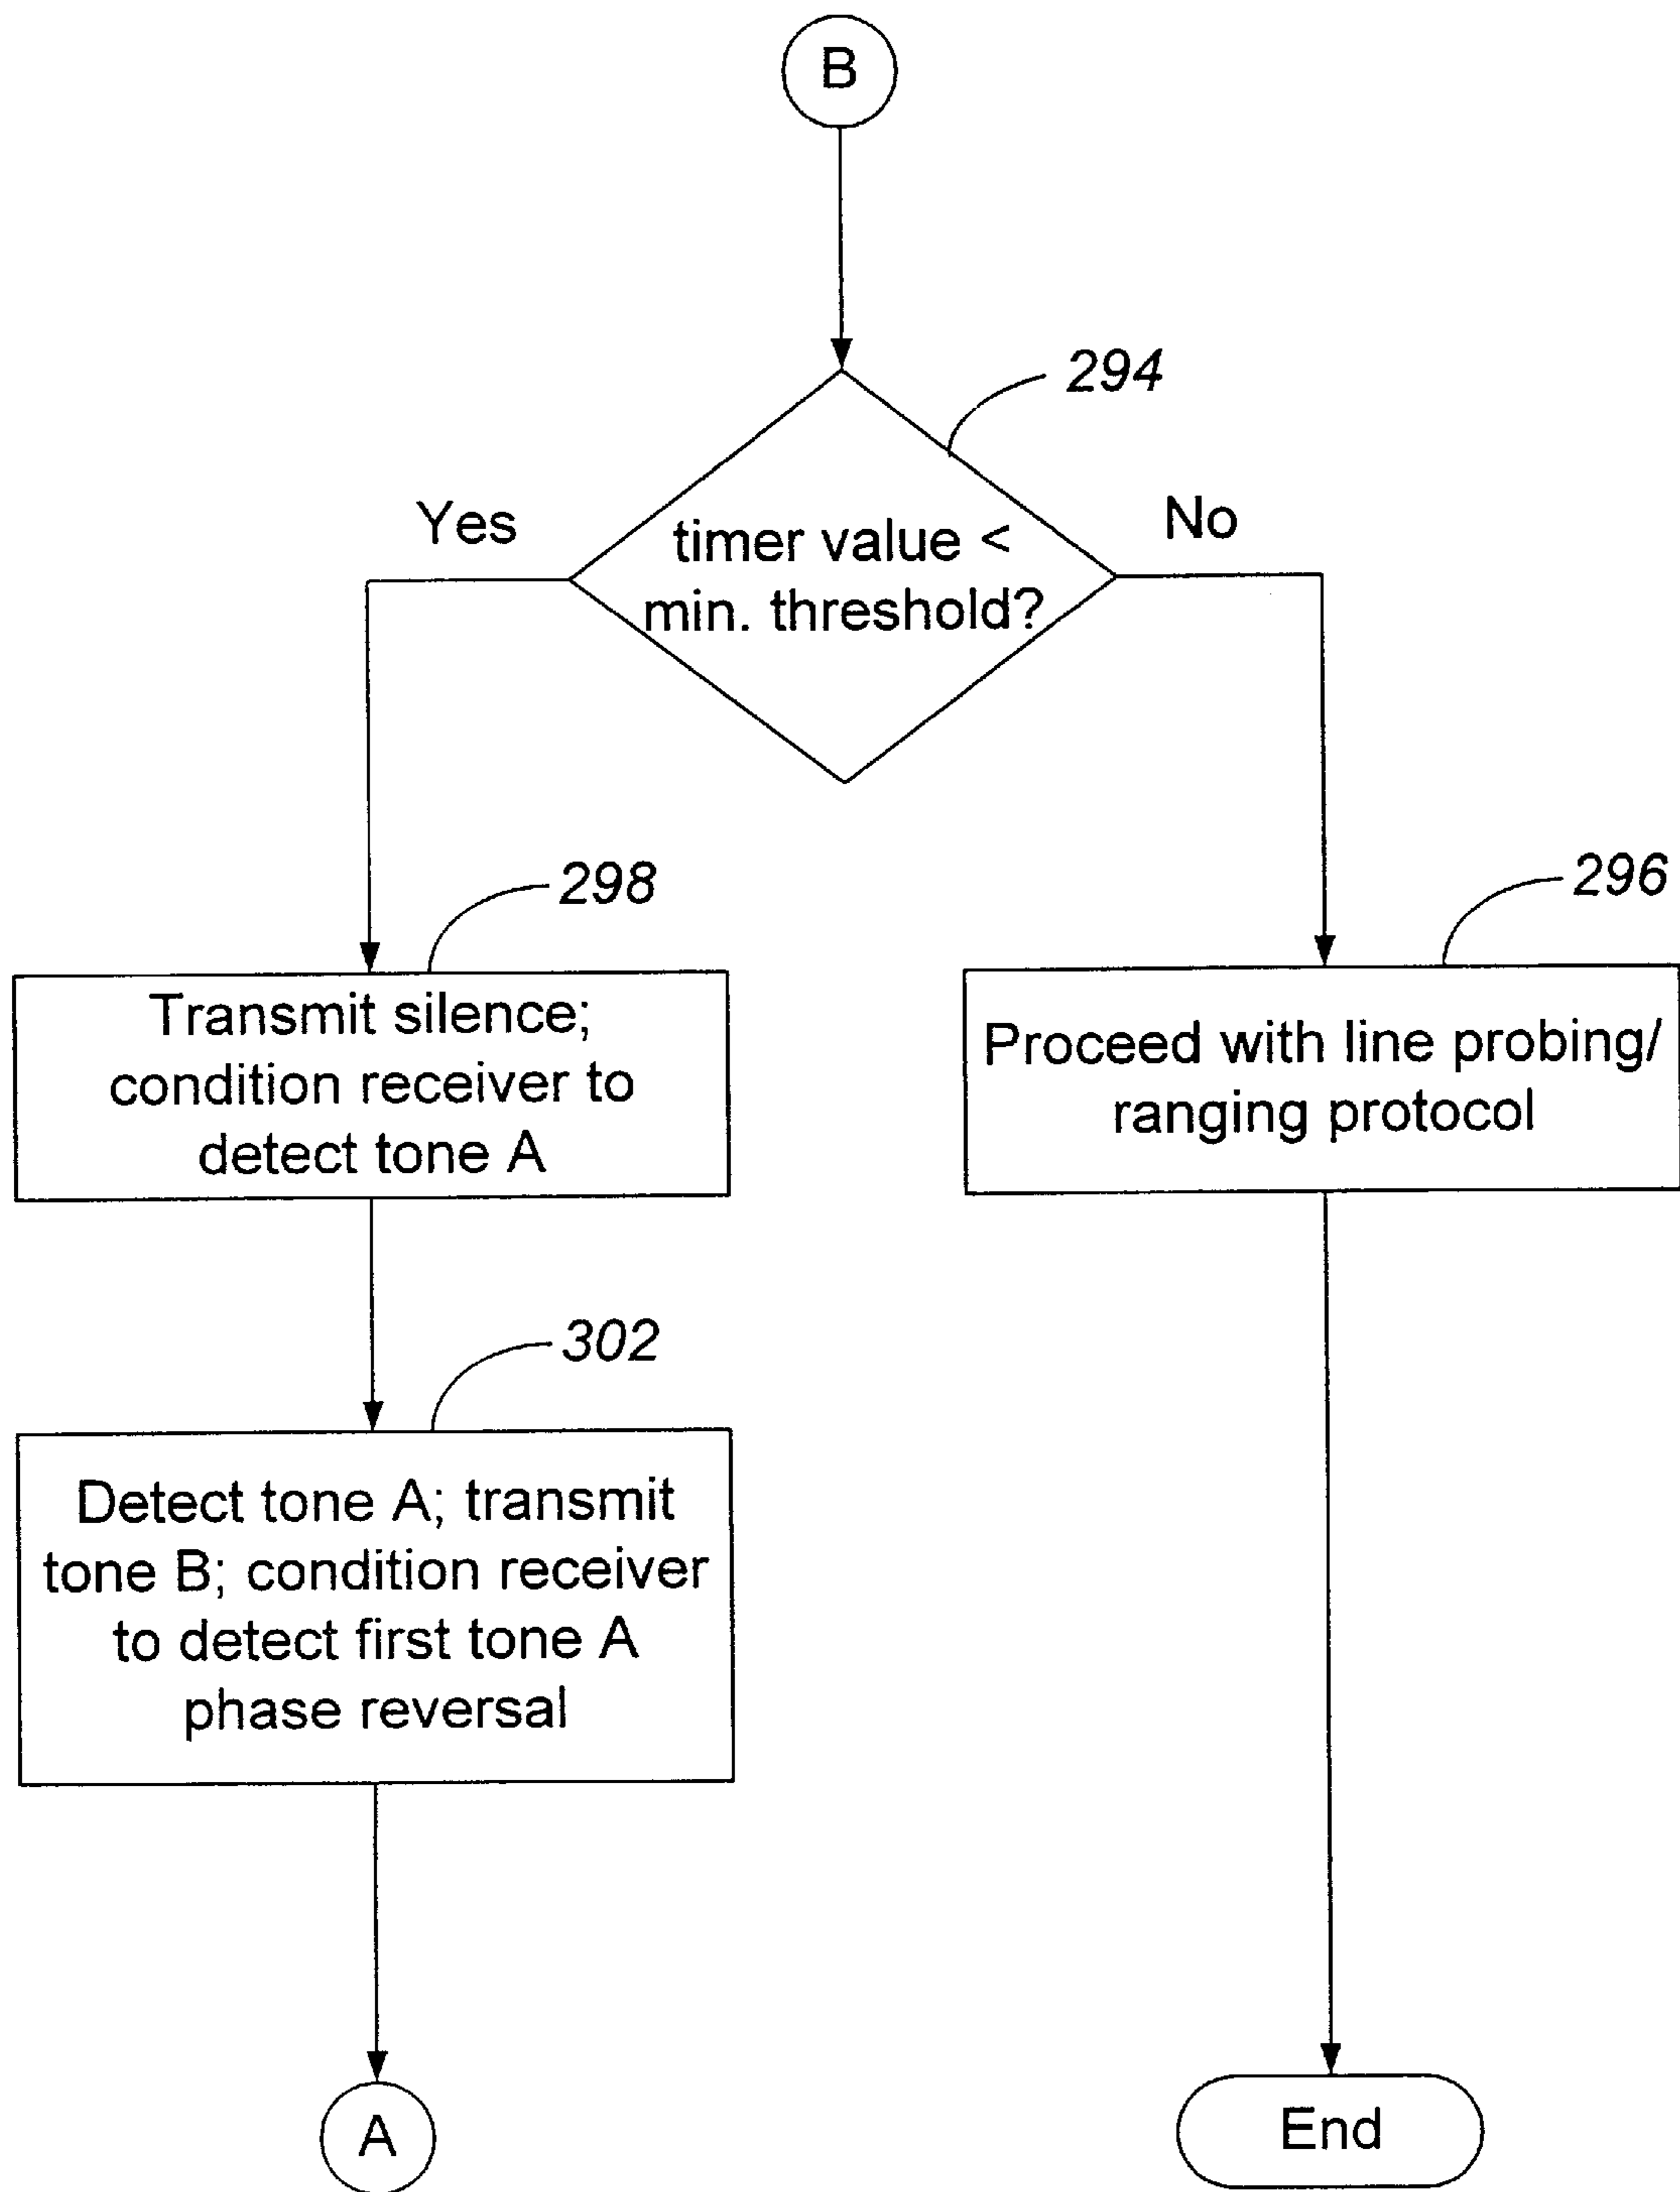 B
294
Yes
No
timer value <
min. threshold?
298
296
Transmit silence;
condition receiver to
detect tone A
Proceed with line probing/
ranging protocol
302
Detect tone A; transmit
tone B; condition receiver
to detect first tone A
phase reversal
A
End